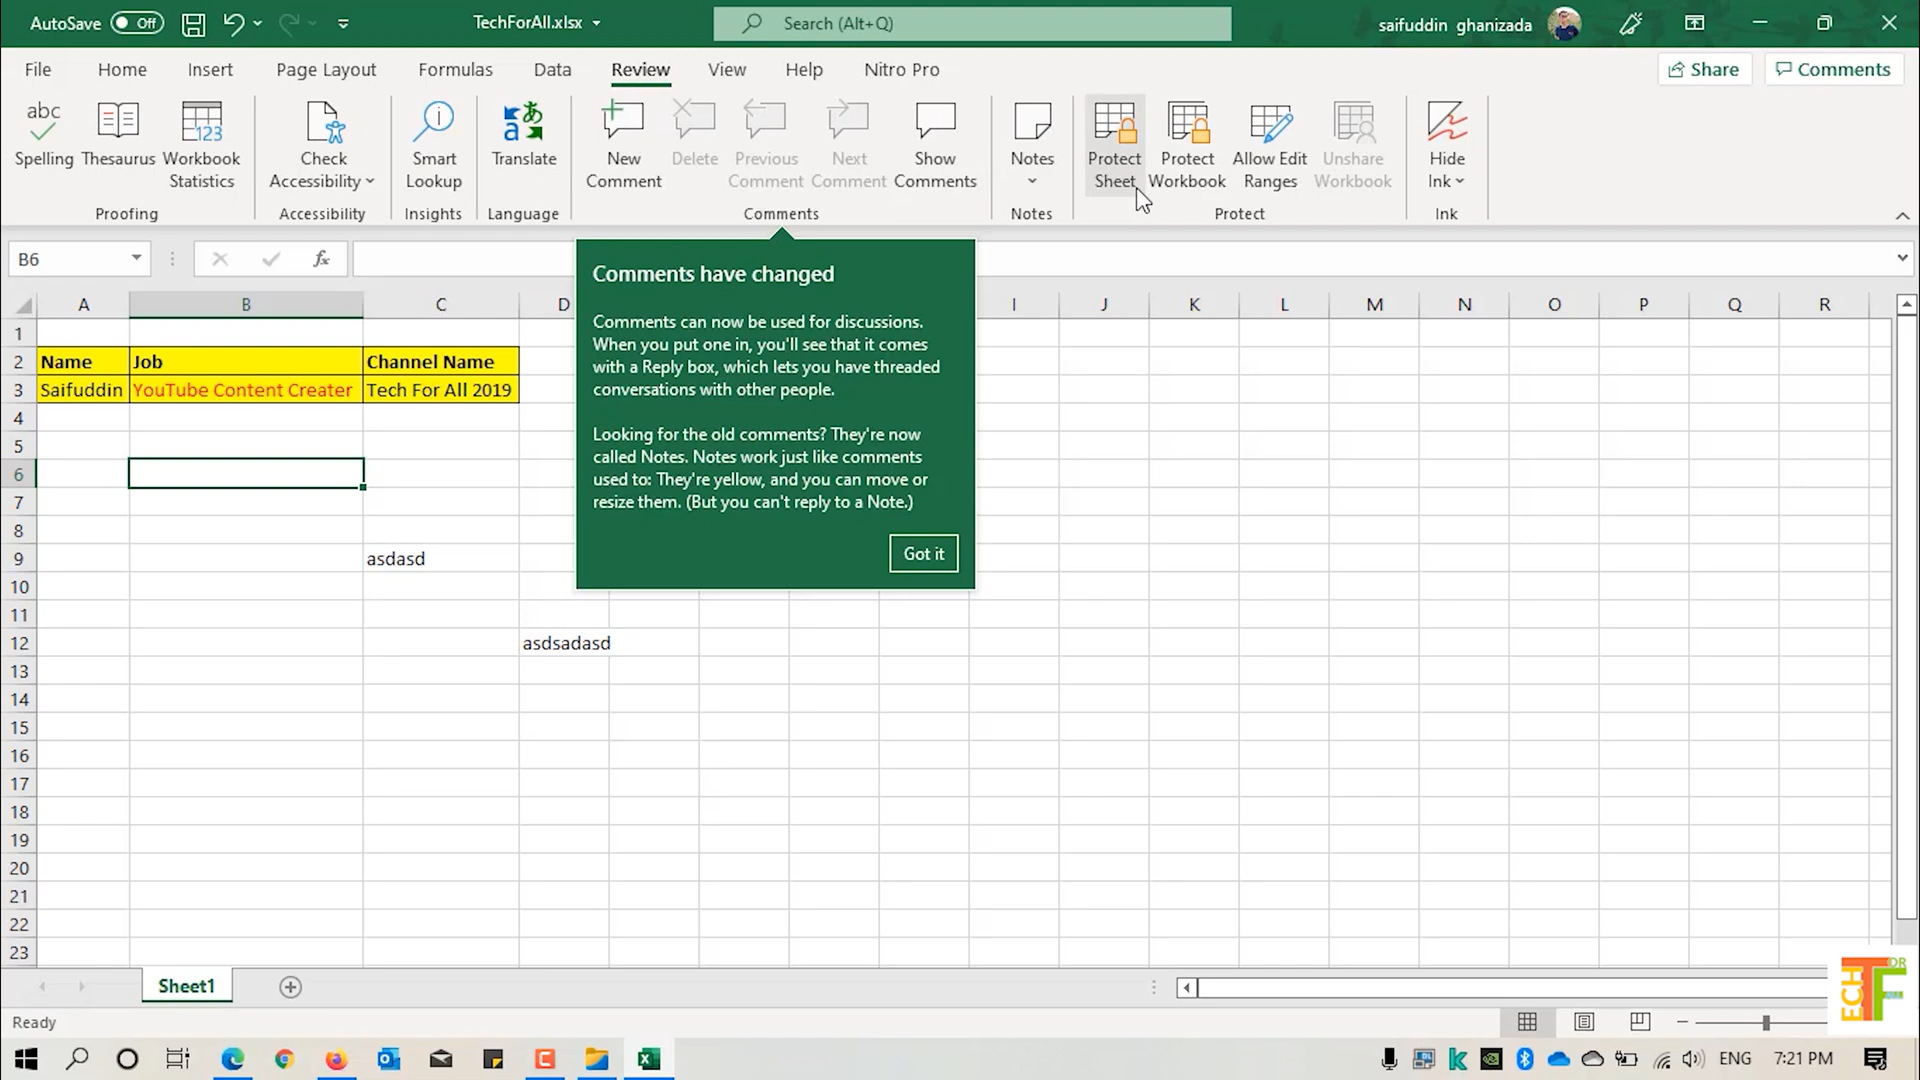 AutoSave Off
TechForAll.xlsx
Search (Alt+Q)
saifuddin ghanizada
File Home Insert Page Layout Formulas Data Review View Help Nitro Pro
Share Comments
abc
123
Spelling Thesaurus Workbook Statistics
Check Accessibility
Smart Lookup
Translate
New Comment
Delete
Previous Comment
Next Comment
Show Comments
Notes
Protect Sheet
Protect Workbook
Allow Edit Ranges
Unshare Workbook
Hide Ink
Proofing Accessibility Insights Language Comments Notes Protect Ink
B6
fx
Comments have changed
Comments can now be used for discussions.
When you put one in, you'll see that it comes
with a Reply box, which lets you have threaded
conversations with other people.
Looking for the old comments? They're now
called Notes. Notes work just like comments
used to: They're yellow, and you can move or
resize them. (But you can't reply to a Note.)
Got it
A B C D I J K L M N O P Q R
1
2 Name Job Channel Name
3 Saifuddin YouTube Content Creater Tech For All 2019
4
5
6
7
8
9 asdasd
10
11
12 asdsadasd
13
14
15
16
17
18
19
20
21
22
23
Sheet1
Ready
ENG 7:21 PM